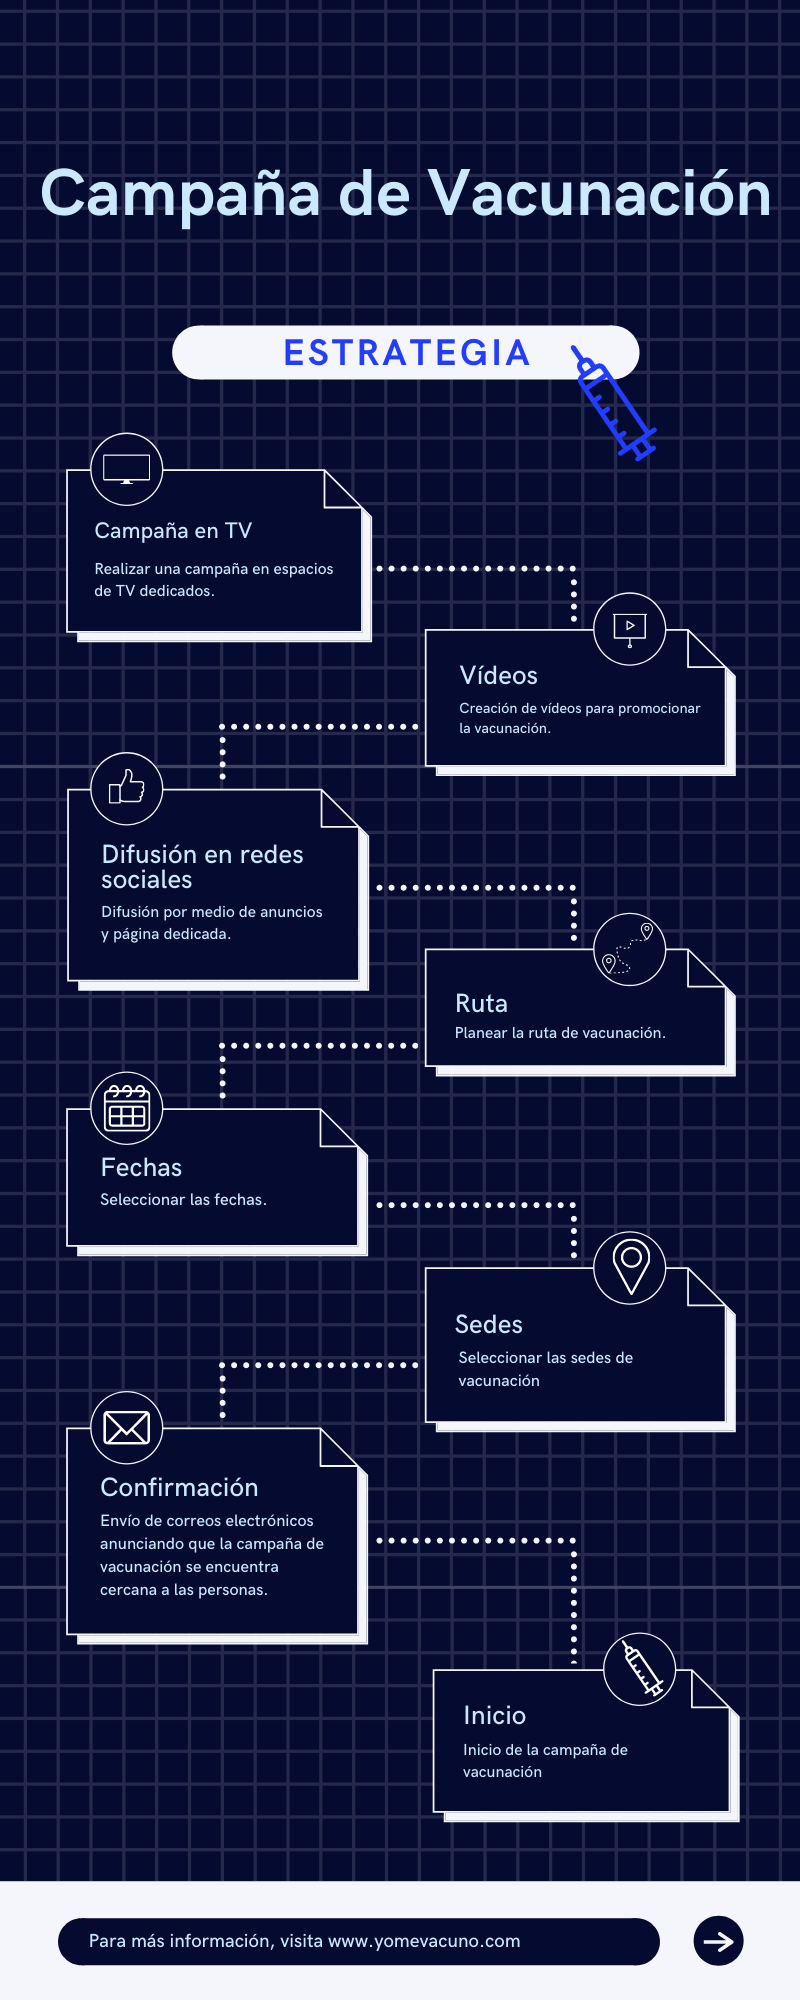 Campaña de Vacunación
ESTRATEGIA
Campaña en TV
Realizar una campaña en espacios
de TV dedicados.
Vídeos
Creación de vídeos para promocionar
la vacunación.
Difusión en redes
sociales
Difusión por medio de anuncios
y página dedicada.
Ruta
Planear la ruta de vacunación.
Fechas
Seleccionar las fechas.
Sedes
Seleccionar las sedes de
vacunación
Confirmación
Envío de correos electrónicos
anunciando que la campaña de
vacunación se encuentra
cercana a las personas.
Inicio
Inicio de la campaña de
vacunación
Para más información, visita www.yomevacuno.com